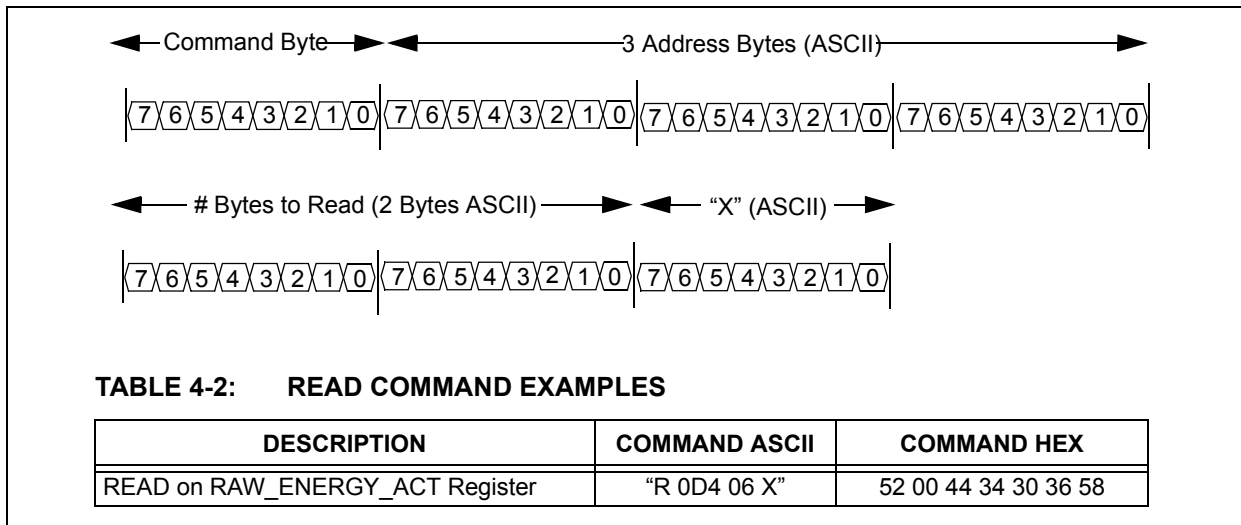 Command Byte 3 Address Bytes (ASCII)
7 6 5 4 3 2 1 0 7 6 5 4 3 2 1 0 7 6 5 4 3 2 1 0 7 6 5 4 3 2 1 0
# Bytes to Read (2 Bytes ASCII) “X” (ASCII)
7 6 5 4 3 2 1 0 7 6 5 4 3 2 1 0 7 6 5 4 3 2 1 0
TABLE 4-2: READ COMMAND EXAMPLES
DESCRIPTION COMMAND ASCII COMMAND HEX
READ on RAW_ENERGY_ACT Register “R 0D4 06 X” 52 00 44 34 30 36 58